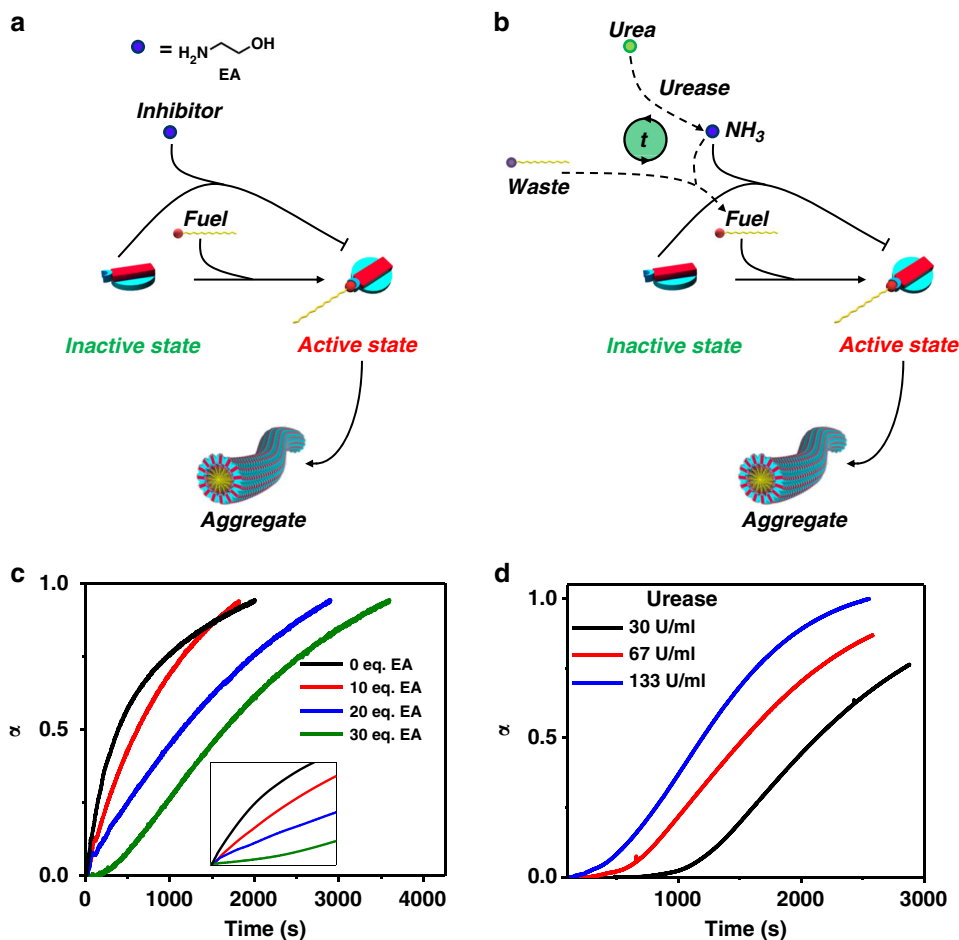 a
= H2N OH
EA
Inhibitor
Fuel
Inactive state
Active state
Aggregate
b
Urea
Urease
t
NH3
Waste
Fuel
Inactive state
Active state
Aggregate
c
1.0
0.5
0.0
α
0 eq. EA
10 eq. EA
20 eq. EA
30 eq. EA
0 1000 2000 3000 4000
Time (s)
d
1.0
0.5
0.0
α
Urease
30 U/ml
67 U/ml
133 U/ml
1000 2000 3000
Time (s)